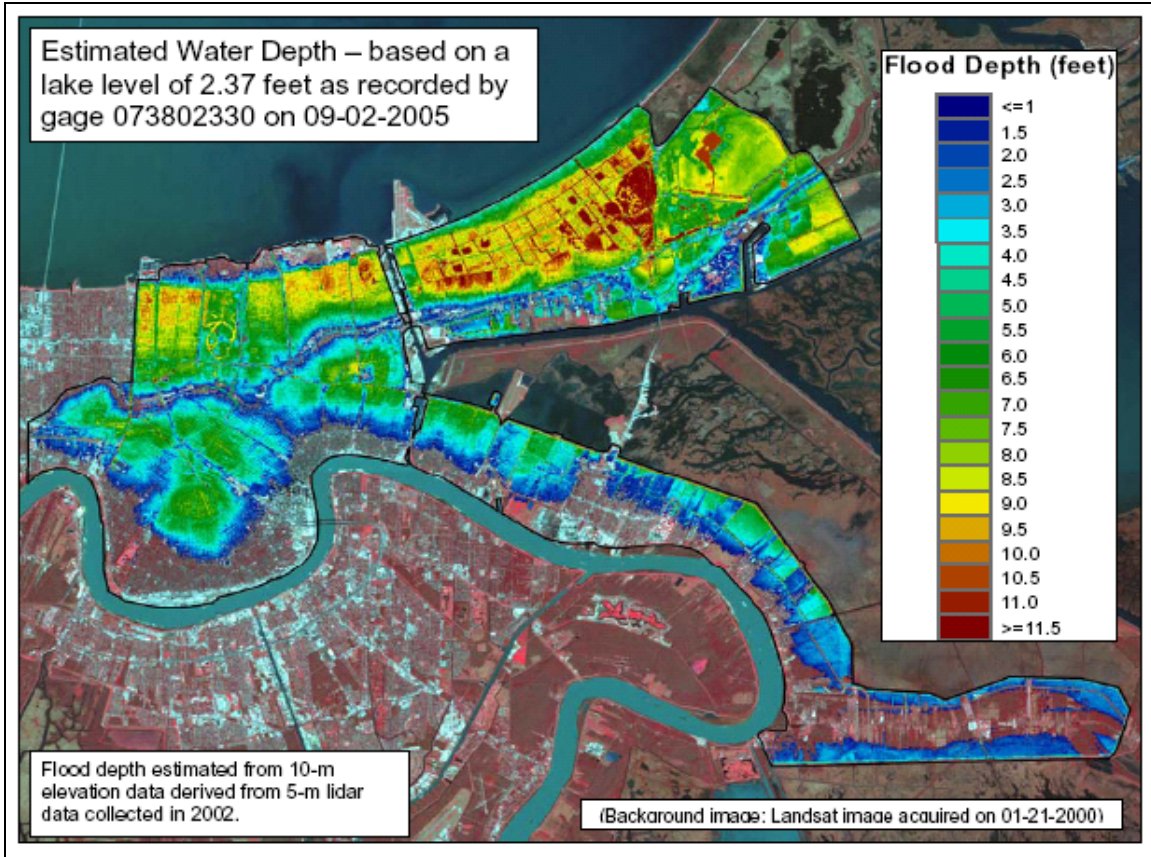 Estimated Water Depth – based on a
lake level of 2.37 feet as recorded by
gage 073802330 on 09-02-2005
Flood Depth (feet)
<=1
1.5
2.0
2.5
3.0
3.5
4.0
4.5
5.0
5.5
6.0
6.5
7.0
7.5
8.0
8.5
9.0
9.5
10.0
10.5
11.0
>=11.5
Flood depth estimated from 10-m
elevation data derived from 5-m lidar
data collected in 2002.
(Background image: Landsat image acquired on 01-21-2000)